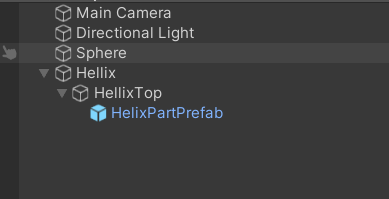 Main Camera
Directional Light
Sphere
Hellix
HellixTop
HelixPartPrefab